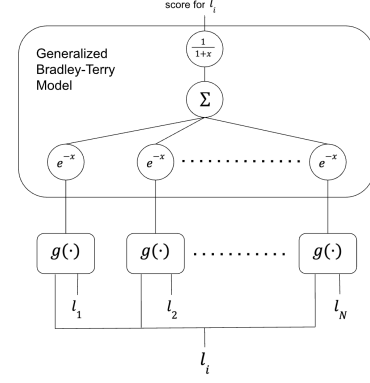 score for l_i
Generalized
Bradley-Terry
Model
1/(1+x)
Σ
e^{-x} e^{-x} e^{-x}
g(·) g(·) g(·)
l_1 l_2 l_N
l_i